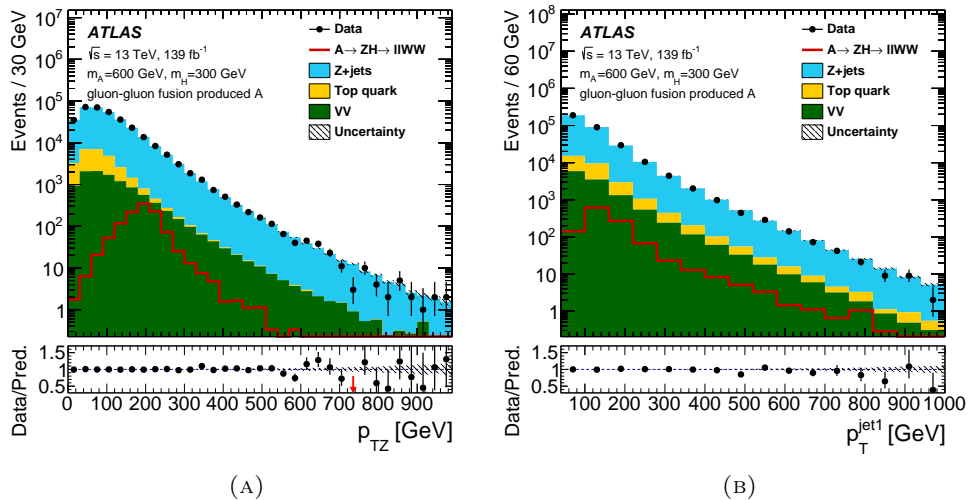 ATLAS
√s = 13 TeV, 139 fb⁻¹
m_A=600 GeV, m_H=300 GeV
gluon-gluon fusion produced A
Data
A→ ZH→ llWW
Z+jets
Top quark
VV
Uncertainty
Events / 30 GeV
10⁷
10⁶
10⁵
10⁴
10³
10²
10
1
Data/Pred.
1.5
1
0.5
0 100 200 300 400 500 600 700 800 900
p_TZ [GeV]
(A)
ATLAS
√s = 13 TeV, 139 fb⁻¹
m_A=600 GeV, m_H=300 GeV
gluon-gluon fusion produced A
Data
A→ ZH→ llWW
Z+jets
Top quark
VV
Uncertainty
Events / 60 GeV
10⁸
10⁷
10⁶
10⁵
10⁴
10³
10²
10
1
Data/Pred.
1.5
1
0.5
100 200 300 400 500 600 700 800 900 1000
p_T^jet1 [GeV]
(B)